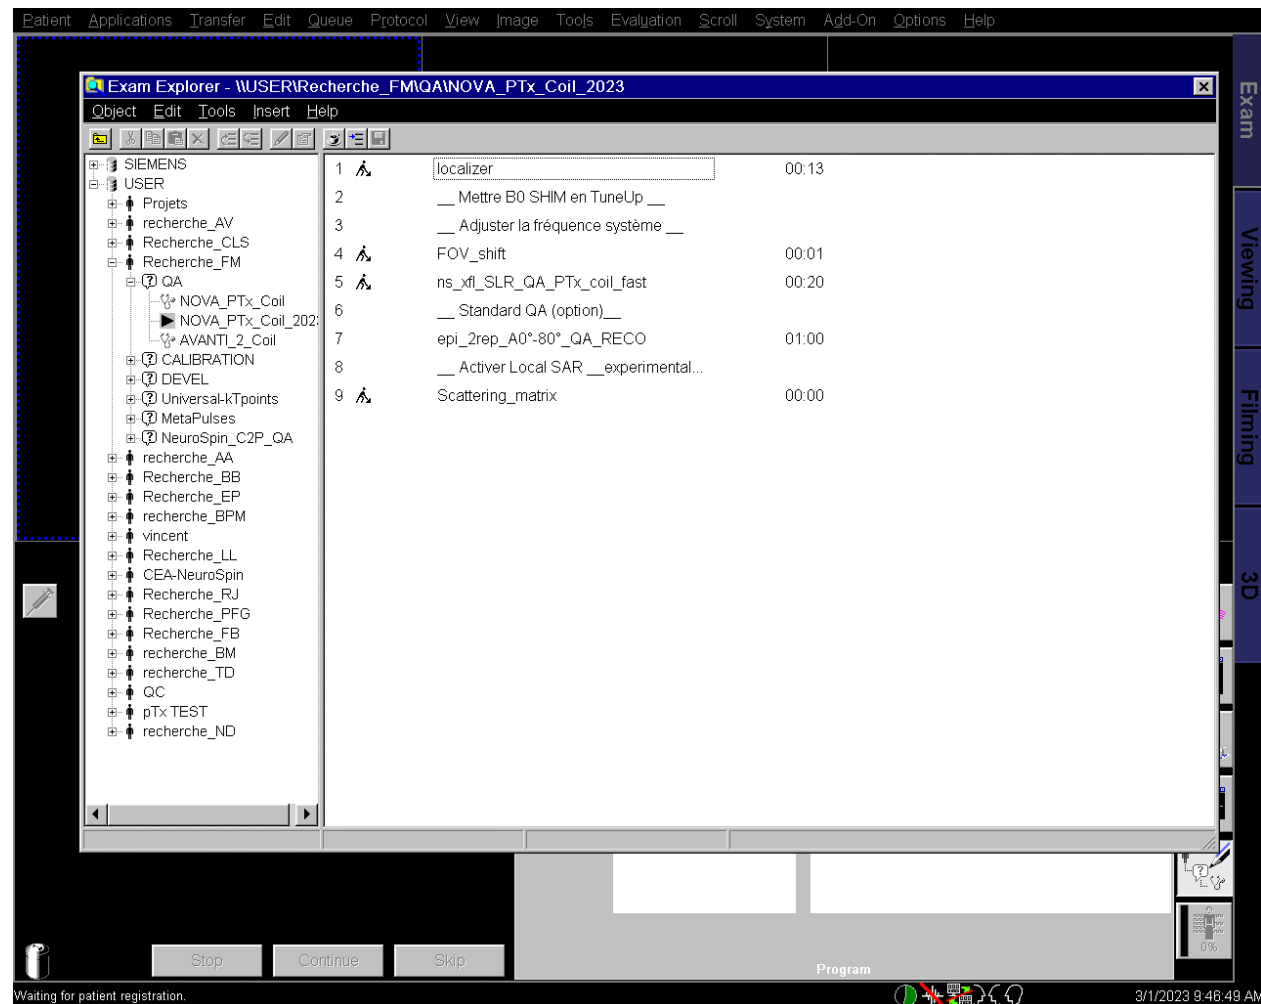 Patient Applications Transfer Edit Queue Protocol View Image Tools Evaluation Scroll System Add-On Options Help
Exam Explorer - \\USER\Recherche_FM\QA\NOVA_PTx_Coil_2023
Object Edit Tools Insert Help
SIEMENS
USER
Projets
recherche_AV
Recherche_CLS
Recherche_FM
QA
NOVA_PTx_Coil
NOVA_PTx_Coil_202
AVANTI_2_Coil
CALIBRATION
DEVEL
Universal-kTpoints
MetaPulses
NeuroSpin_C2P_QA
recherche_AA
Recherche_BB
Recherche_EP
recherche_BPM
vincent
Recherche_LL
CEA-NeuroSpin
Recherche_RJ
Recherche_PFG
Recherche_FB
recherche_BM
recherche_TD
QC
pTx TEST
recherche_ND
1 localizer 00:13
2 __ Mettre B0 SHIM en TuneUp __
3 __ Adjuster la fréquence système __
4 FOV_shift 00:01
5 ns_xfl_SLR_QA_PTx_coil_fast 00:20
6 __ Standard QA (option)__
7 epi_2rep_A0°-80°_QA_RECO 01:00
8 __ Activer Local SAR __experimental...
9 Scattering_matrix 00:00
Exam
Viewing
Filming
3D
Stop Continue Skip
Program
0%
Waiting for patient registration.
3/1/2023 9:46:49 AM